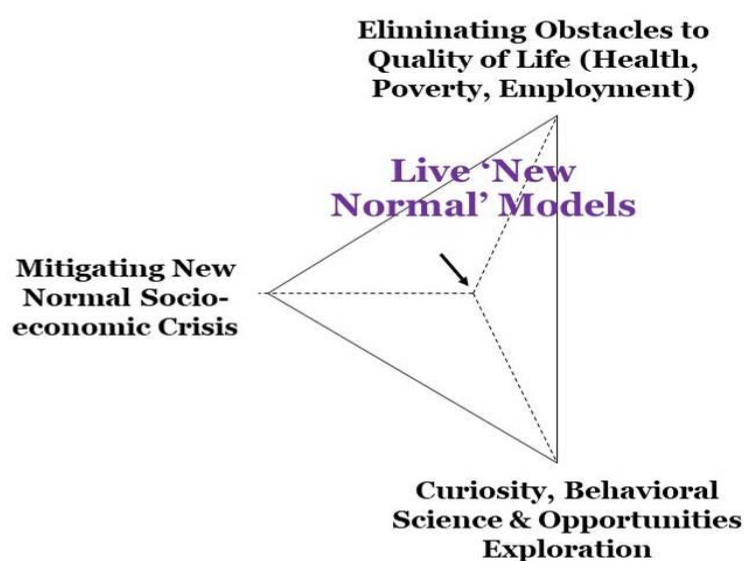 Eliminating Obstacles to
Quality of Life (Health,
Poverty, Employment)
Live ‘New
Normal’ Models
Mitigating New
Normal Socio-
economic Crisis
Curiosity, Behavioral
Science & Opportunities
Exploration